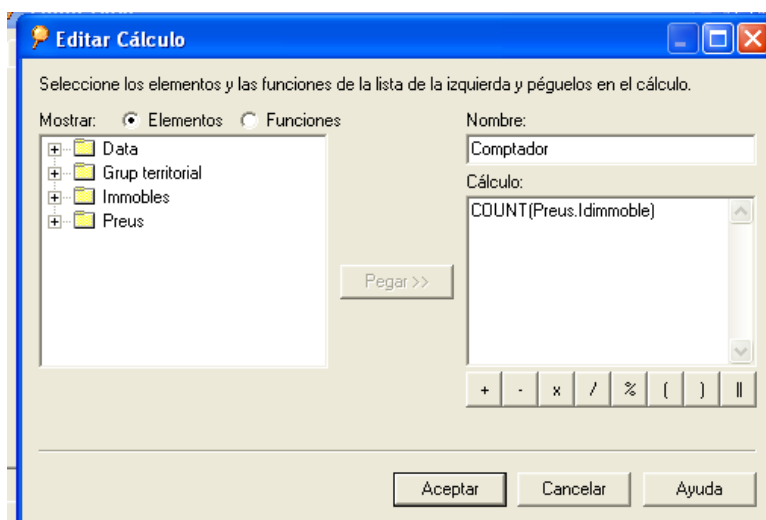 Editar Cálculo
Seleccione los elementos y las funciones de la lista de la izquierda y péguelos en el cálculo.
Mostrar: Elementos Funciones
Data
Grup territorial
Immobles
Preus
Pegar >>
Nombre:
Comptador
Cálculo:
COUNT(Preus.Idimmoble)
+ - x / % ( ) ||
Aceptar Cancelar Ayuda